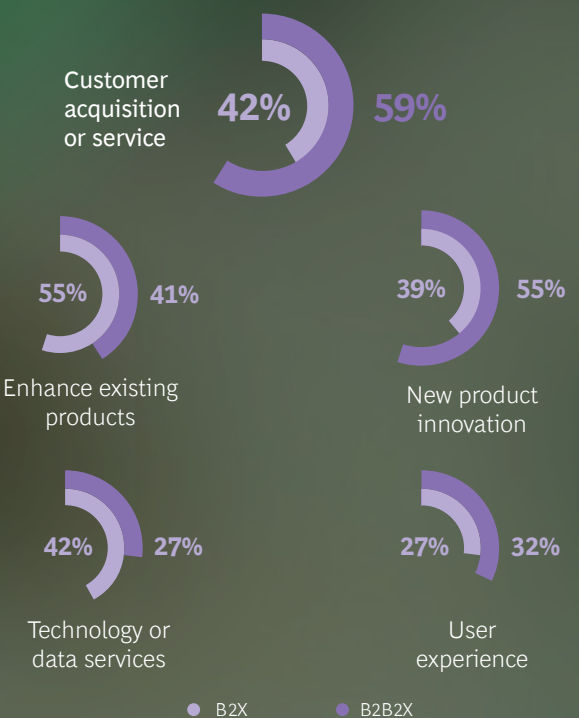 Customer
acquisition
or service
42%
59%
55%
41%
Enhance existing
products
39%
55%
New product
innovation
42%
27%
Technology or
data services
27%
32%
User
experience
B2X
B2B2X